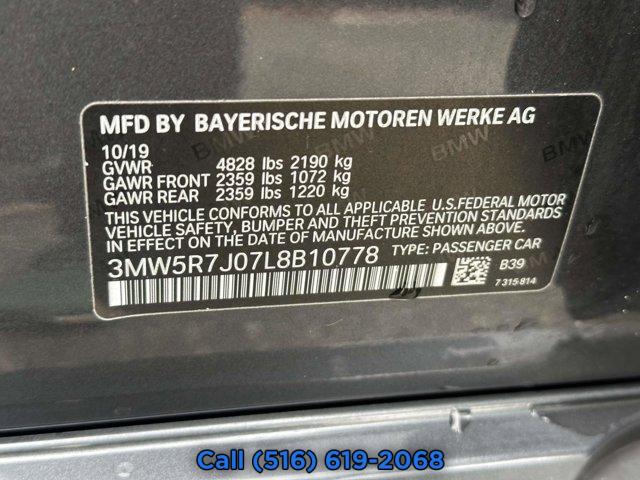 MFD BY BAYERISCHE MOTOREN WERKE AG
10/19
GVWR 4828 lbs 2190 kg
GAWR FRONT 2359 lbs 1072 kg
GAWR REAR 2359 lbs 1220 kg
THIS VEHICLE CONFORMS TO ALL APPLICABLE U.S.FEDERAL MOTOR
VEHICLE SAFETY, BUMPER AND THEFT PREVENTION STANDARDS
IN EFFECT ON THE DATE OF MANUFACTURE SHOWN ABOVE.
3MW5R7J07L8B10778 TYPE: PASSENGER CAR
B39
7 315 814
Call (516) 619-2068